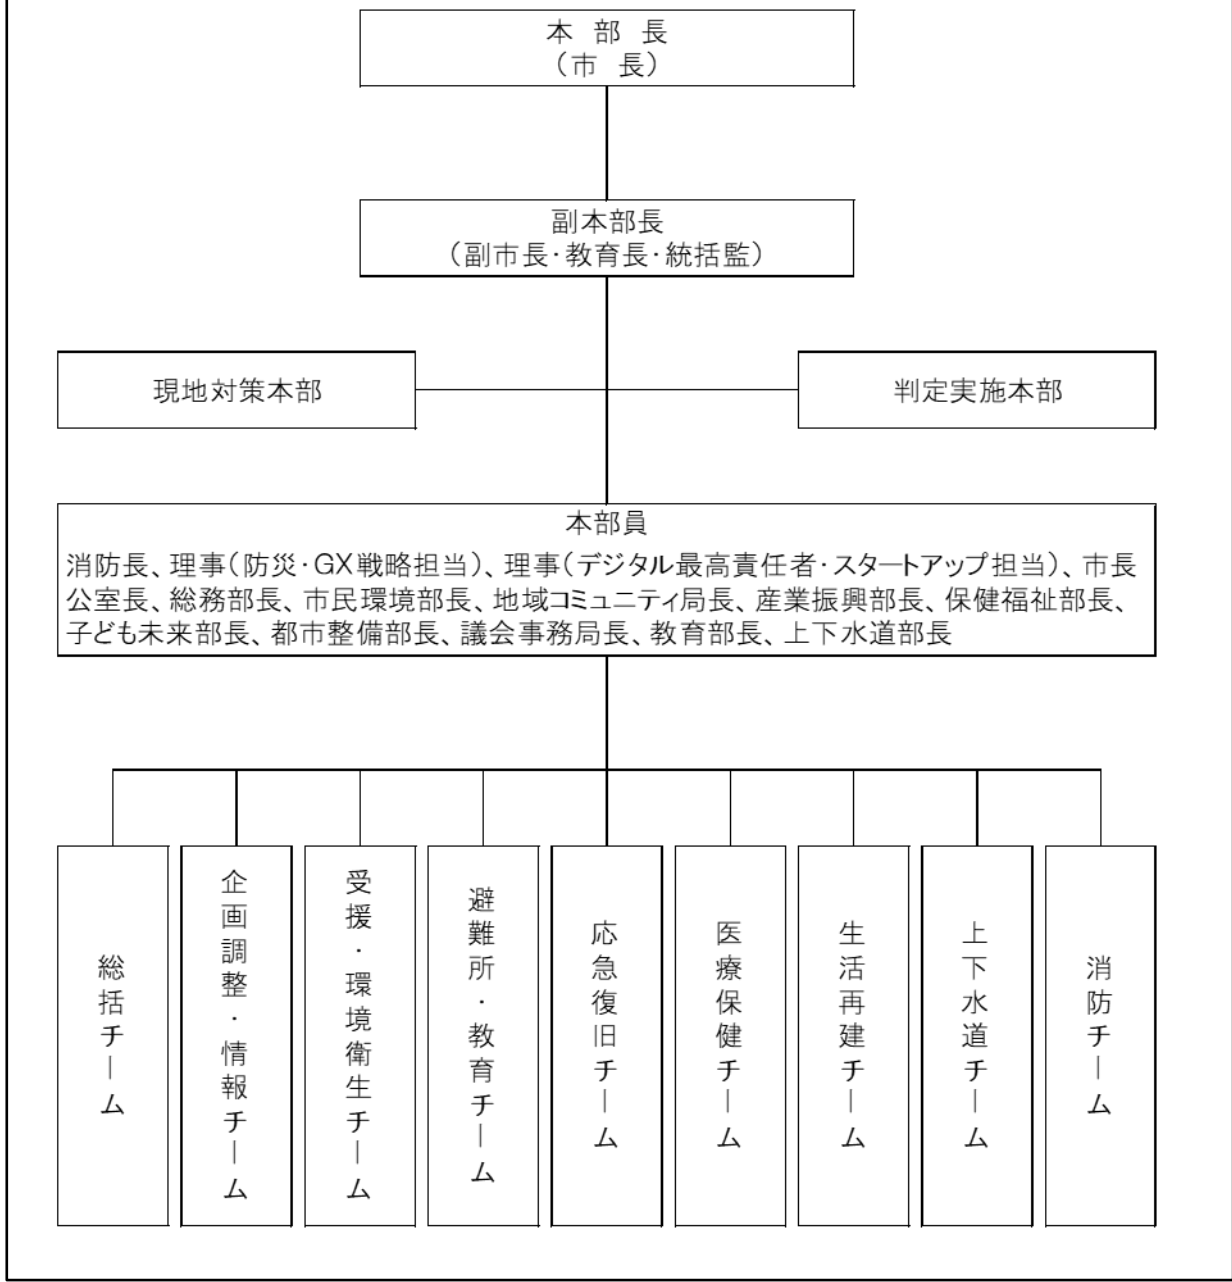 本 部 長
（市 長）
副本部長
（副市長・教育長・統括監）
現地対策本部
判定実施本部
本部員
消防長、理事（防災・GX戦略担当）、理事（デジタル最高責任者・スタートアップ担当）、市長
公室長、総務部長、市民環境部長、地域コミュニティ局長、産業振興部長、保健福祉部長、
子ども未来部長、都市整備部長、議会事務局長、教育部長、上下水道部長
総括チーム
企画調整・情報チーム
受援・環境衛生チーム
避難所・教育チーム
応急復旧チーム
医療保健チーム
生活再建チーム
上下水道チーム
消防チーム